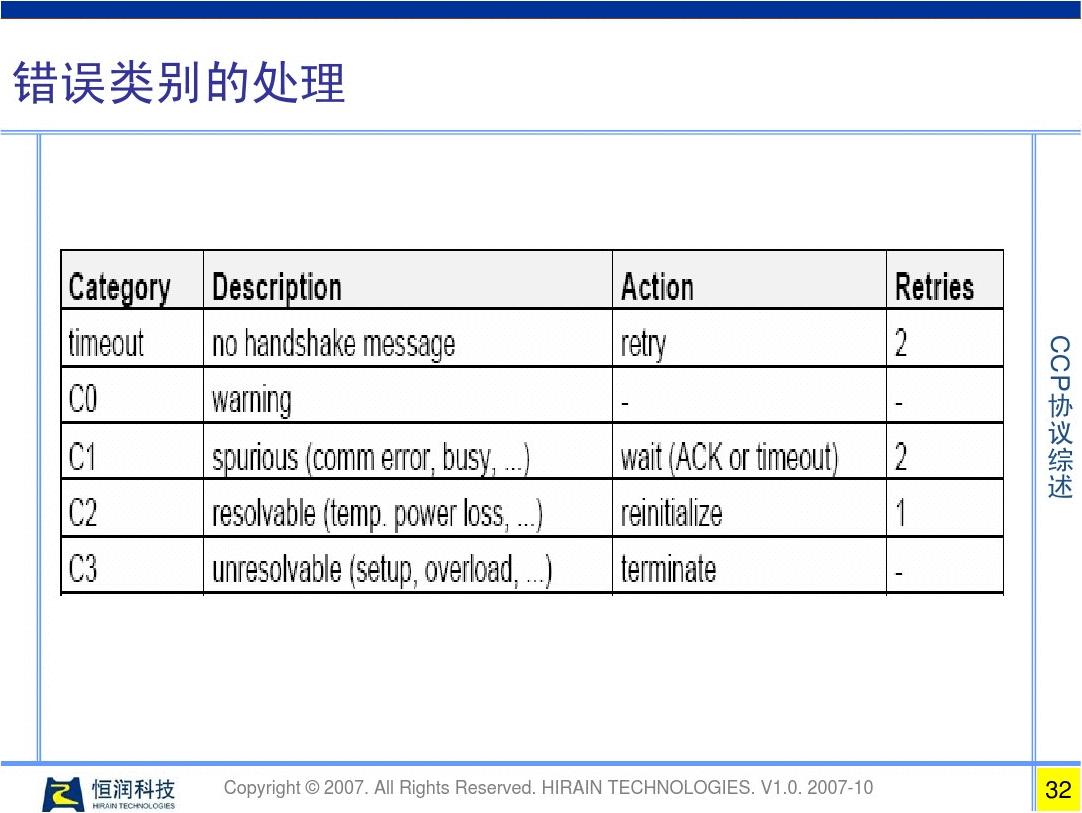 错误类别的处理
Category Description Action Retries
timeout no handshake message retry 2
C0 warning - -
C1 spurious (comm error, busy, ...) wait (ACK or timeout) 2
C2 resolvable (temp. power loss, ...) reinitialize 1
C3 unresolvable (setup, overload, ...) terminate -
CCP协议综述
恒润科技
HIRAIN TECHNOLOGIES
Copyright © 2007. All Rights Reserved. HIRAIN TECHNOLOGIES. V1.0. 2007-10
32